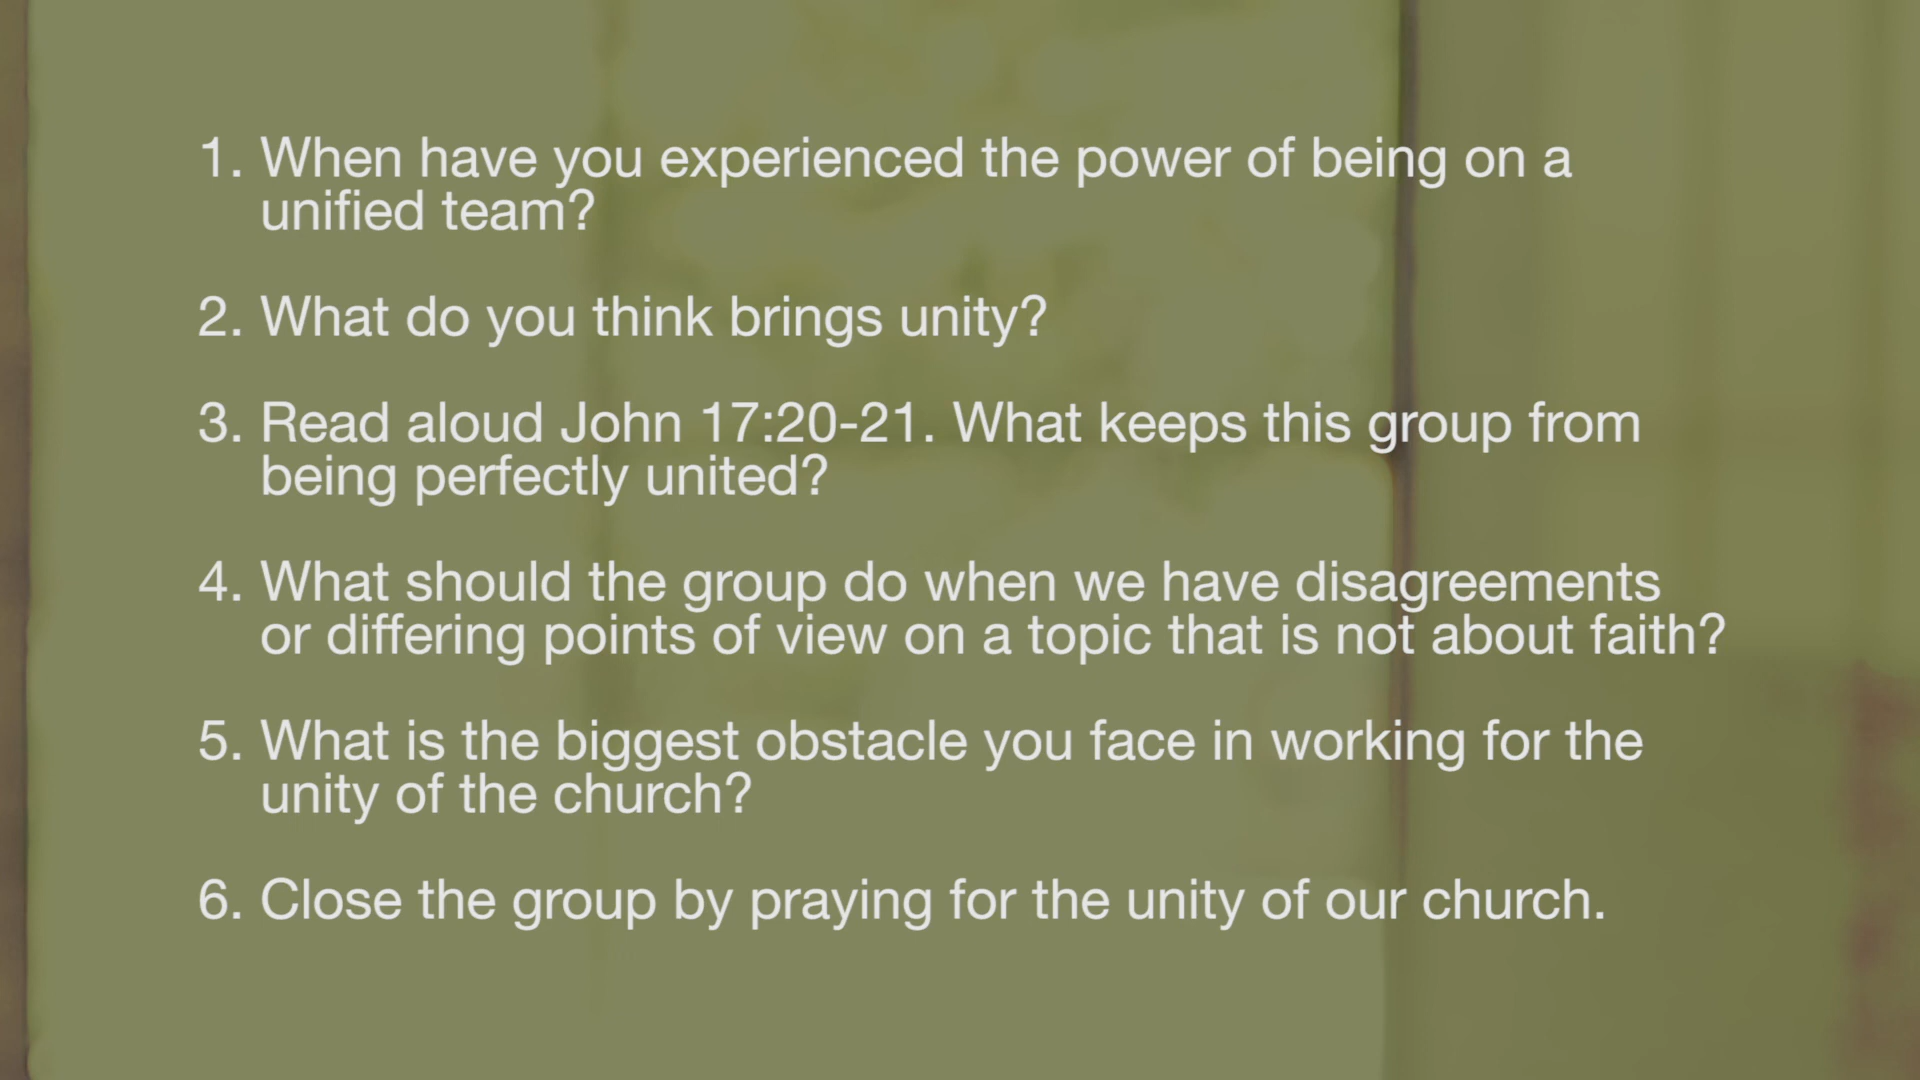 1. When have you experienced the power of being on a
unified team?
2. What do you think brings unity?
3. Read aloud John 17:20-21. What keeps this group from
being perfectly united?
4. What should the group do when we have disagreements
or differing points of view on a topic that is not about faith?
5. What is the biggest obstacle you face in working for the
unity of the church?
6. Close the group by praying for the unity of our church.